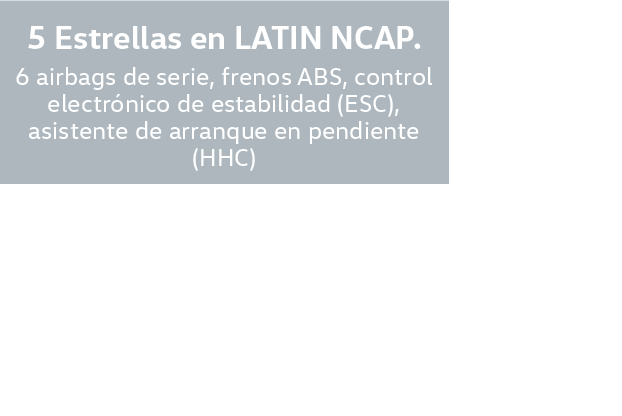 5 Estrellas en LATIN NCAP.
6 airbags de serie, frenos ABS, control
electrónico de estabilidad (ESC),
asistente de arranque en pendiente
(HHC)